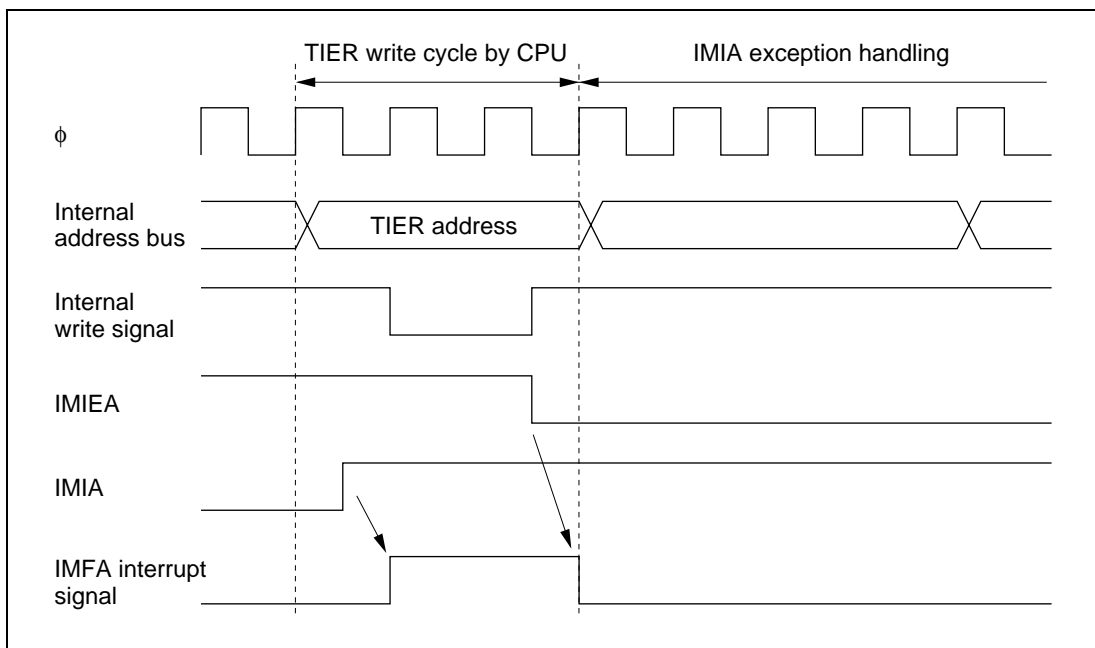 TIER write cycle by CPU
IMIA exception handling
φ
Internal
address bus
TIER address
Internal
write signal
IMIEA
IMIA
IMFA interrupt
signal